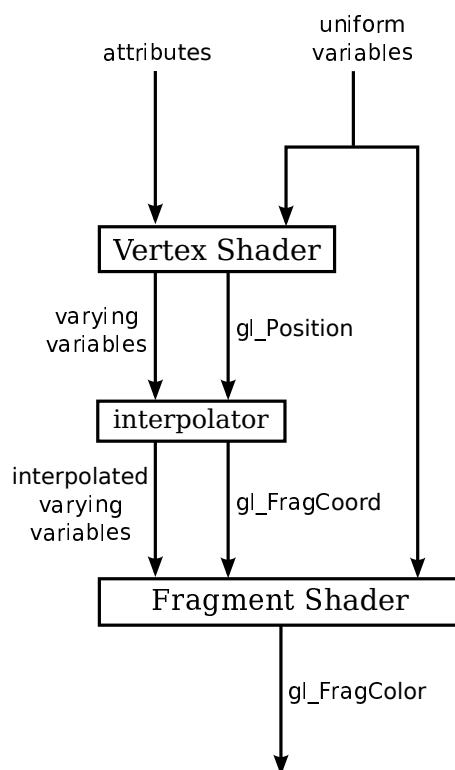 uniform
variables
attributes
Vertex Shader
varying
variables
gl_Position
interpolator
interpolated
varying
variables
gl_FragCoord
Fragment Shader
gl_FragColor